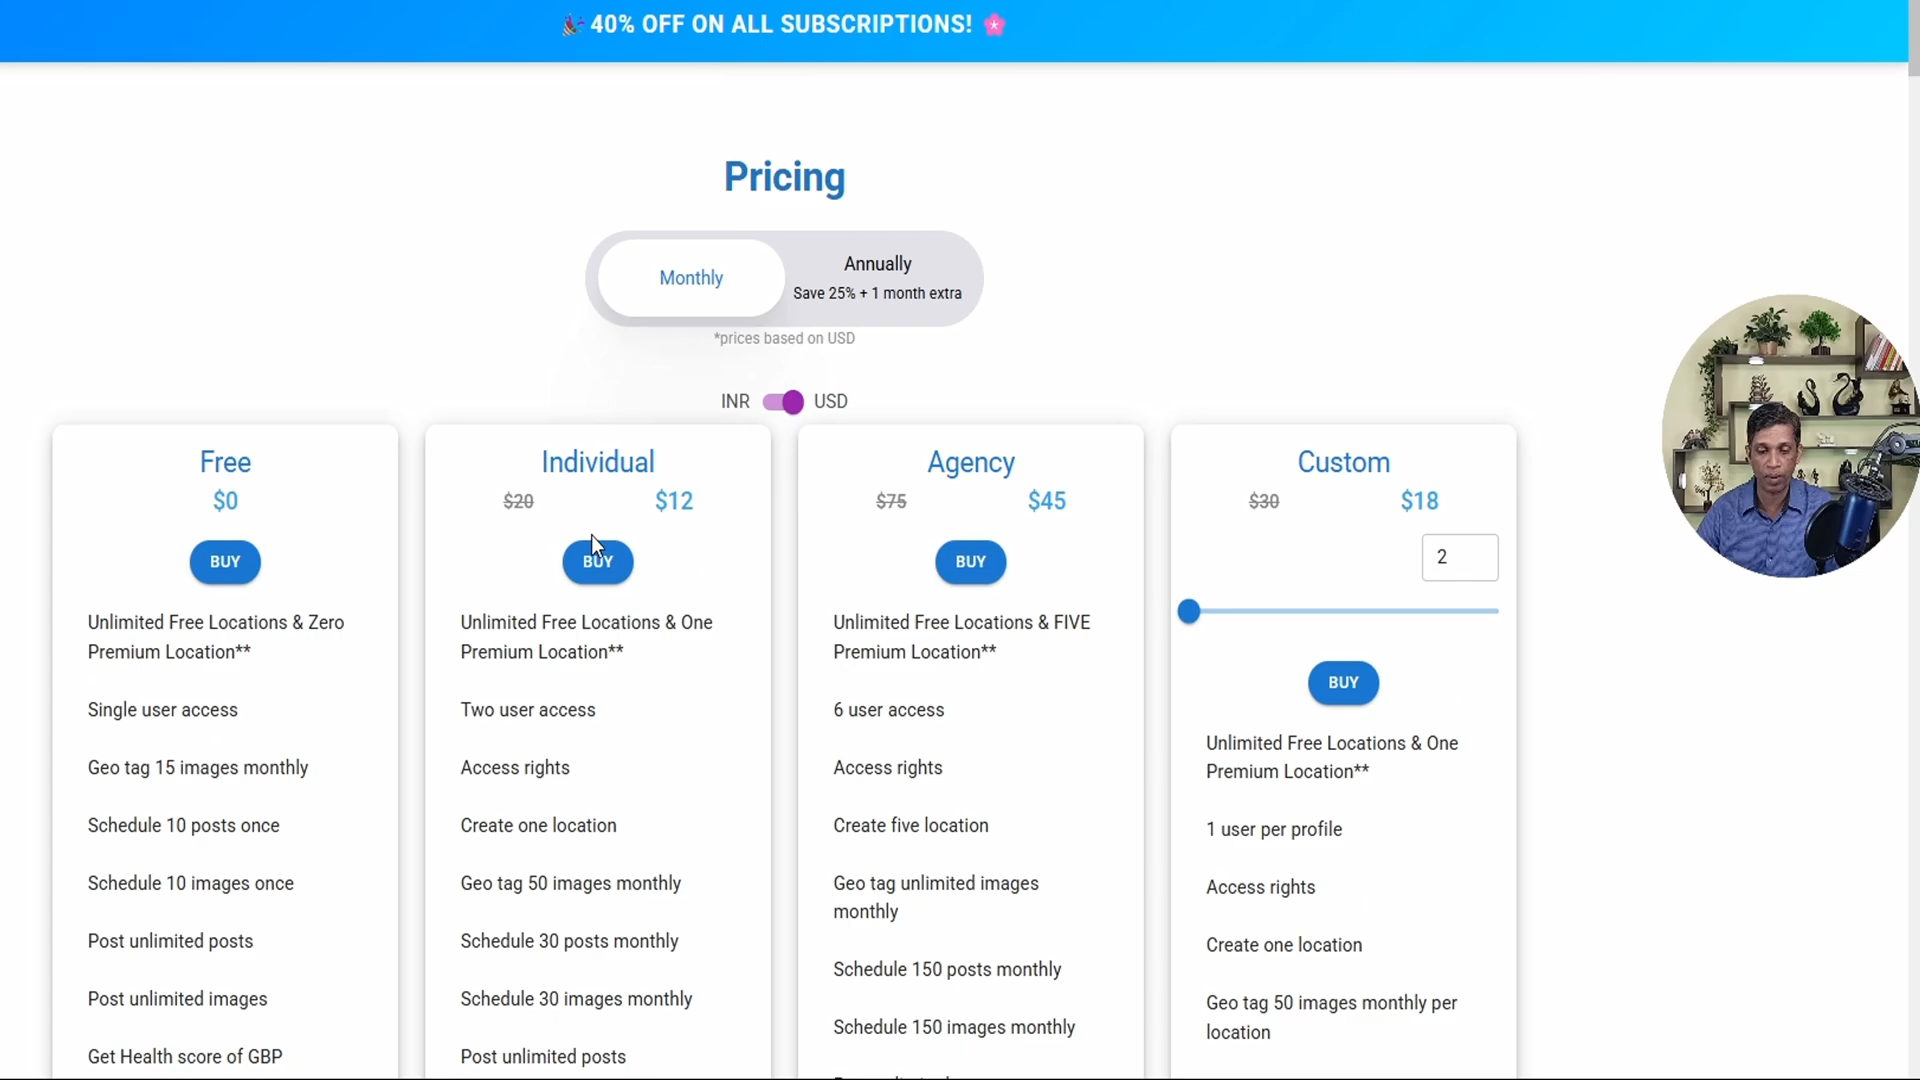 🎉 40% OFF ON ALL SUBSCRIPTIONS! 🌸
Pricing
Monthly
Annually
Save 25% + 1 month extra
*prices based on USD
INR USD
Free
$0
BUY
Unlimited Free Locations & Zero
Premium Location**
Single user access
Geo tag 15 images monthly
Schedule 10 posts once
Schedule 10 images once
Post unlimited posts
Post unlimited images
Get Health score of GBP
Individual
$20 $12
BUY
Unlimited Free Locations & One
Premium Location**
Two user access
Access rights
Create one location
Geo tag 50 images monthly
Schedule 30 posts monthly
Schedule 30 images monthly
Post unlimited posts
Agency
$75 $45
BUY
Unlimited Free Locations & FIVE
Premium Location**
6 user access
Access rights
Create five location
Geo tag unlimited images
monthly
Schedule 150 posts monthly
Schedule 150 images monthly
Custom
$30 $18
2
BUY
Unlimited Free Locations & One
Premium Location**
1 user per profile
Access rights
Create one location
Geo tag 50 images monthly per
location